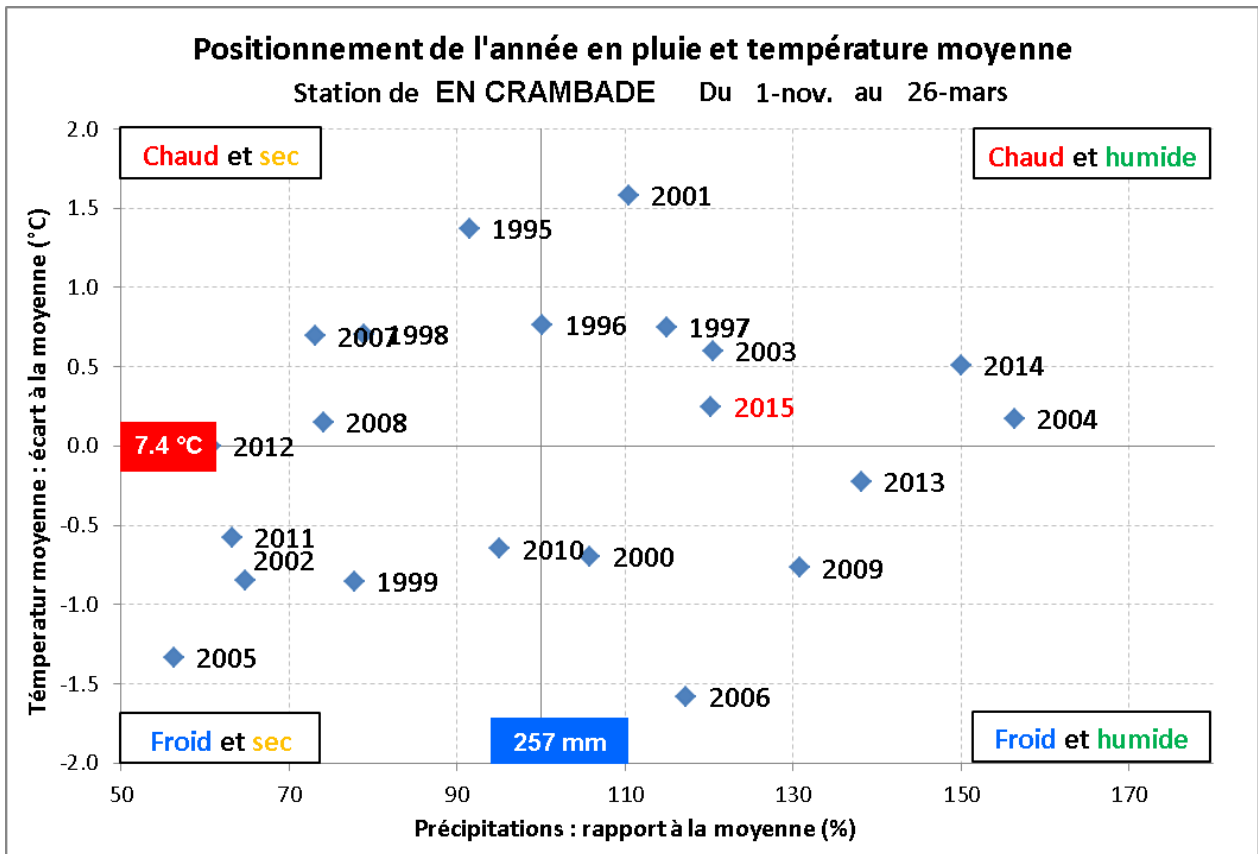 Positionnement de l'année en pluie et température moyenne
Station de EN CRAMBADE Du 1-nov. au 26-mars
Témperatur moyenne : écart à la moyenne (°C)
2.0
1.5
1.0
0.5
0.0
-0.5
-1.0
-1.5
-2.0
Chaud et sec
Chaud et humide
2001
1995
1996
1997
2007
1998
2003
2014
2015
2004
2008
7.4 °C
2012
2013
2011
2010
2000
2002
2009
1999
2005
2006
Froid et sec
257 mm
Froid et humide
50 70 90 110 130 150 170
Précipitations : rapport à la moyenne (%)